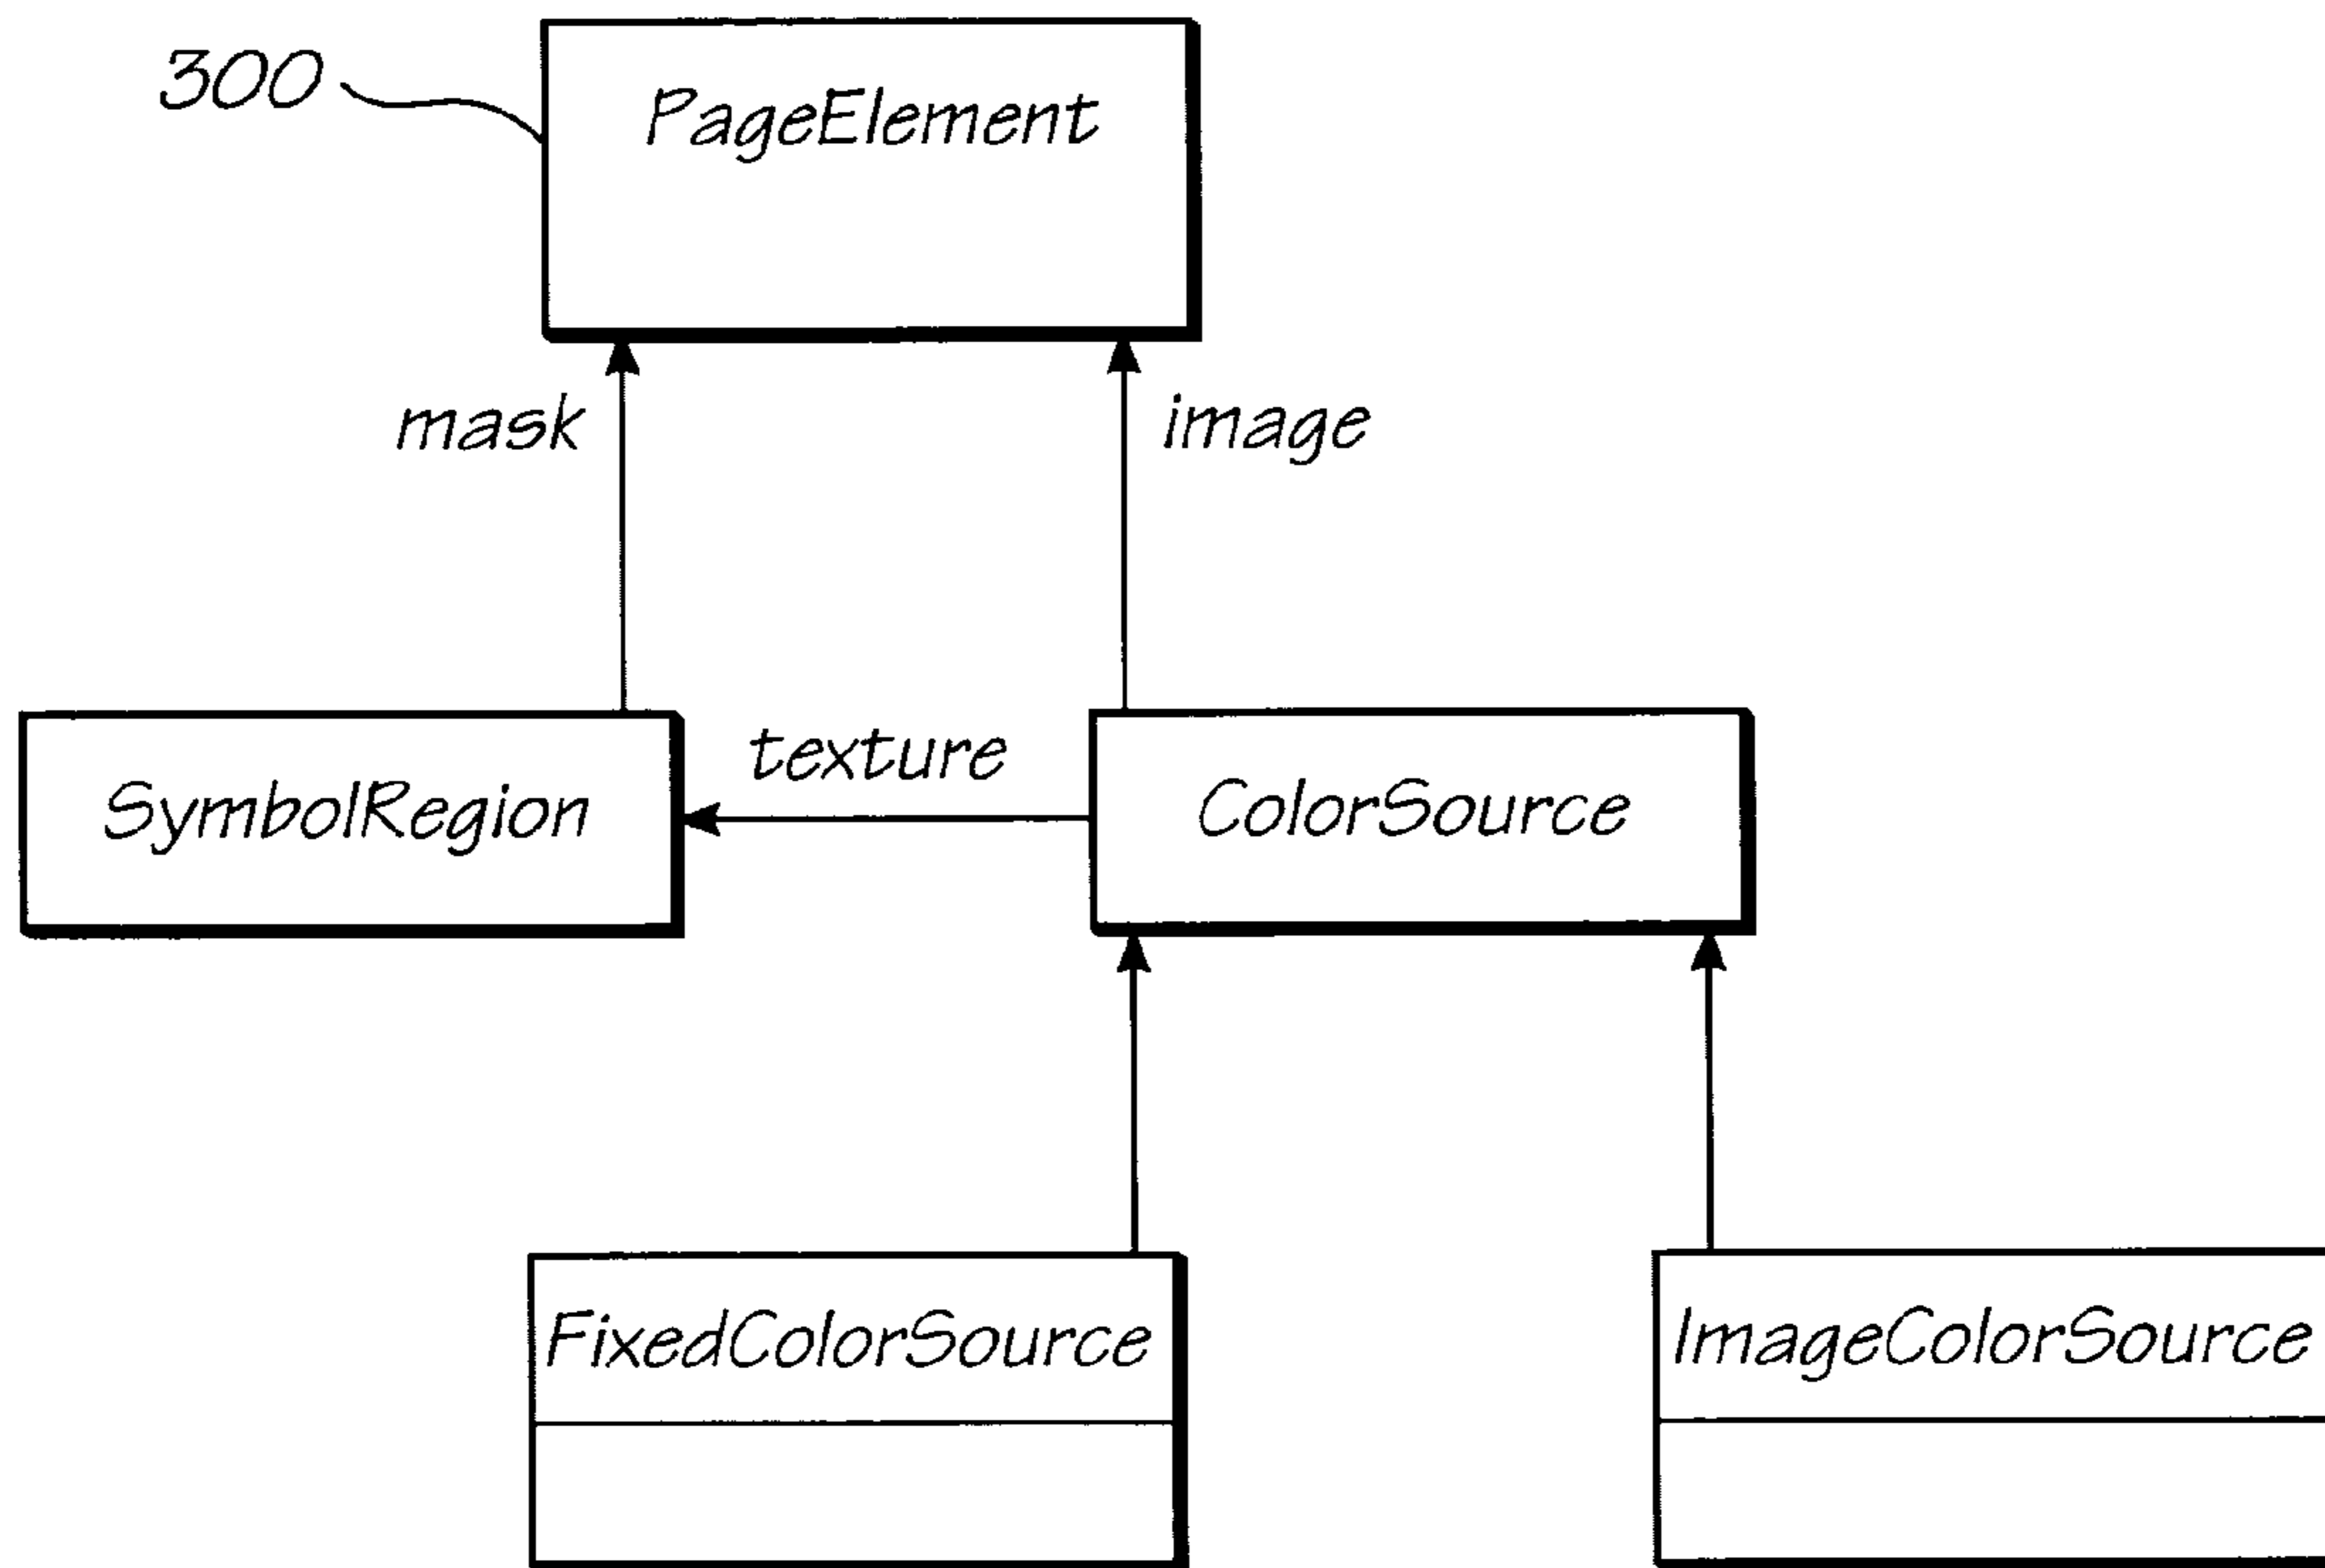 300
PageElement
mask
image
texture
SymbolRegion
ColorSource
FixedColorSource
ImageColorSource